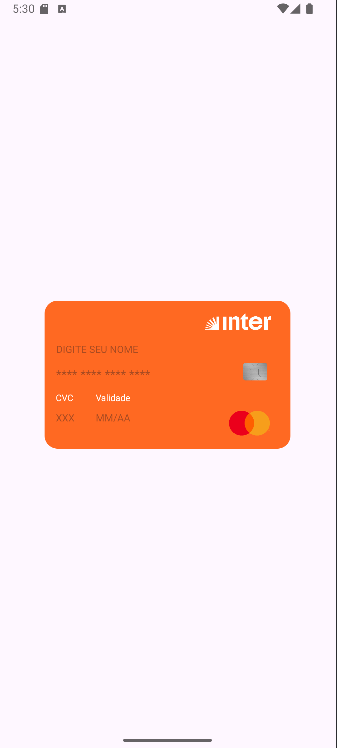 5:30
inter
DIGITE SEU NOME
**** **** **** ****
CVC Validade
XXX MM/AA